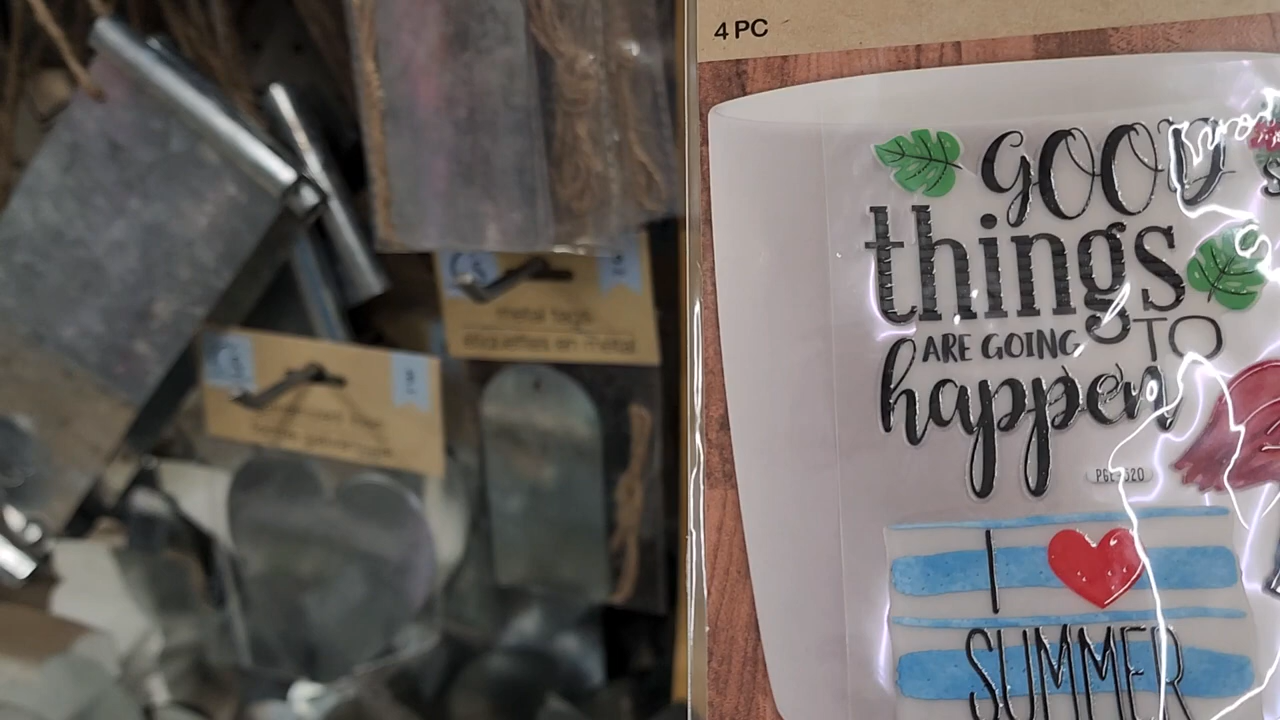 4 PC
GOOD
things
ARE GOING TO
happen
I
SUMMER
metal tags
étiquettes en métal